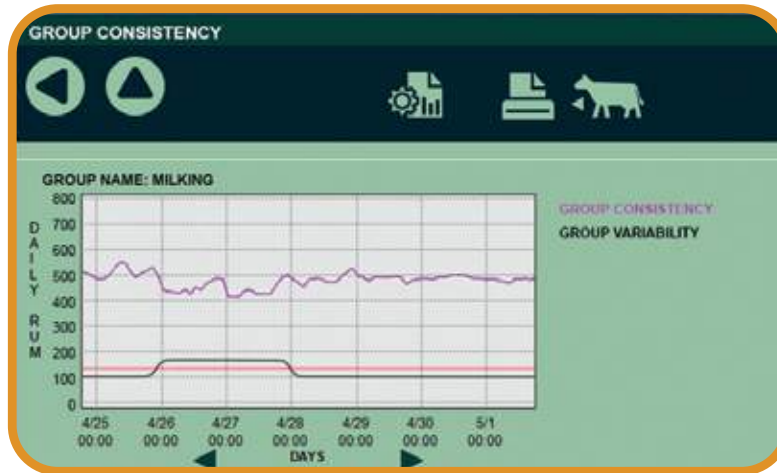 GROUP CONSISTENCY
GROUP NAME: MILKING
DAILY RUM
800
700
600
500
400
300
200
100
0
4/25 4/26 4/27 4/28 4/29 4/30 5/1
00:00 00:00 00:00 00:00 00:00 00:00 00:00
DAYS
GROUP CONSISTENCY
GROUP VARIABILITY